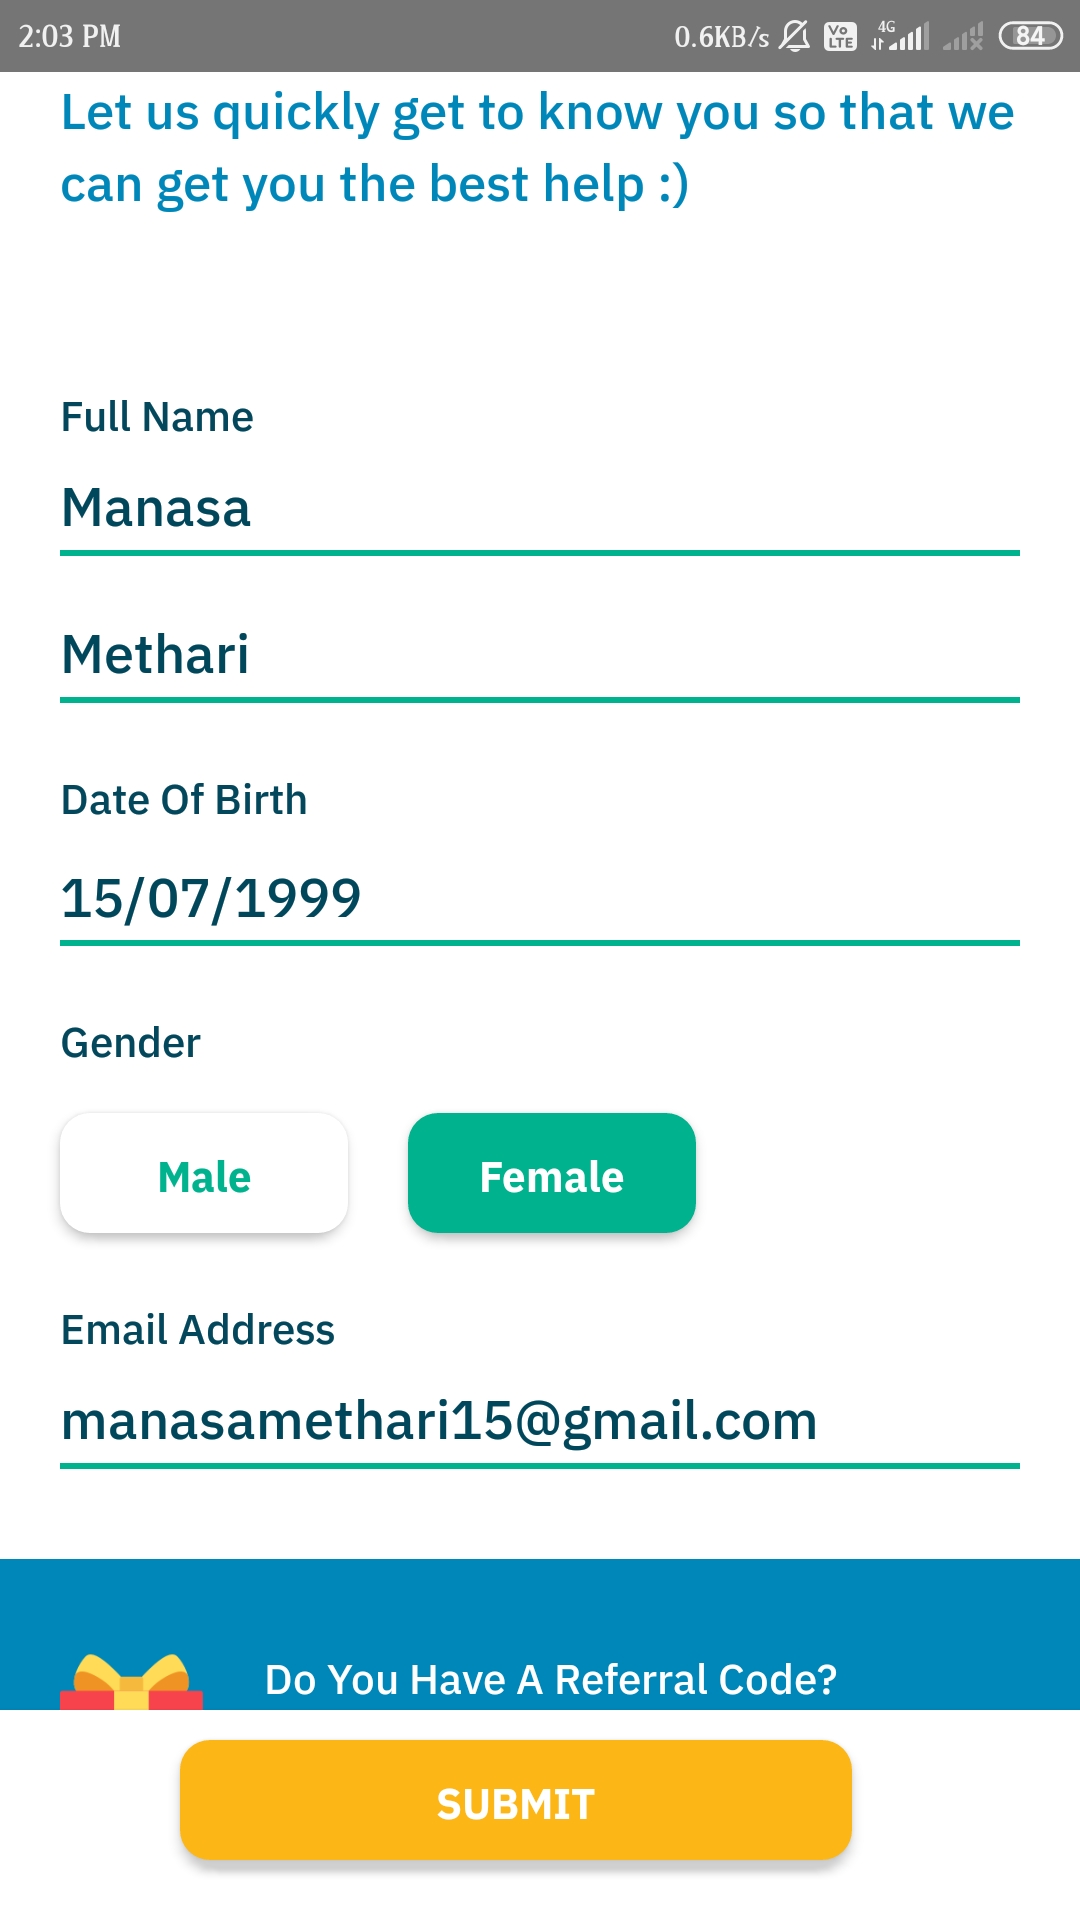 2:03 PM
0.6KB/s
Vo
LTE
4G
84
Let us quickly get to know you so that we
can get you the best help :)
Full Name
Manasa
Methari
Date Of Birth
15/07/1999
Gender
Male
Female
Email Address
manasamethari15@gmail.com
Do You Have A Referral Code?
SUBMIT